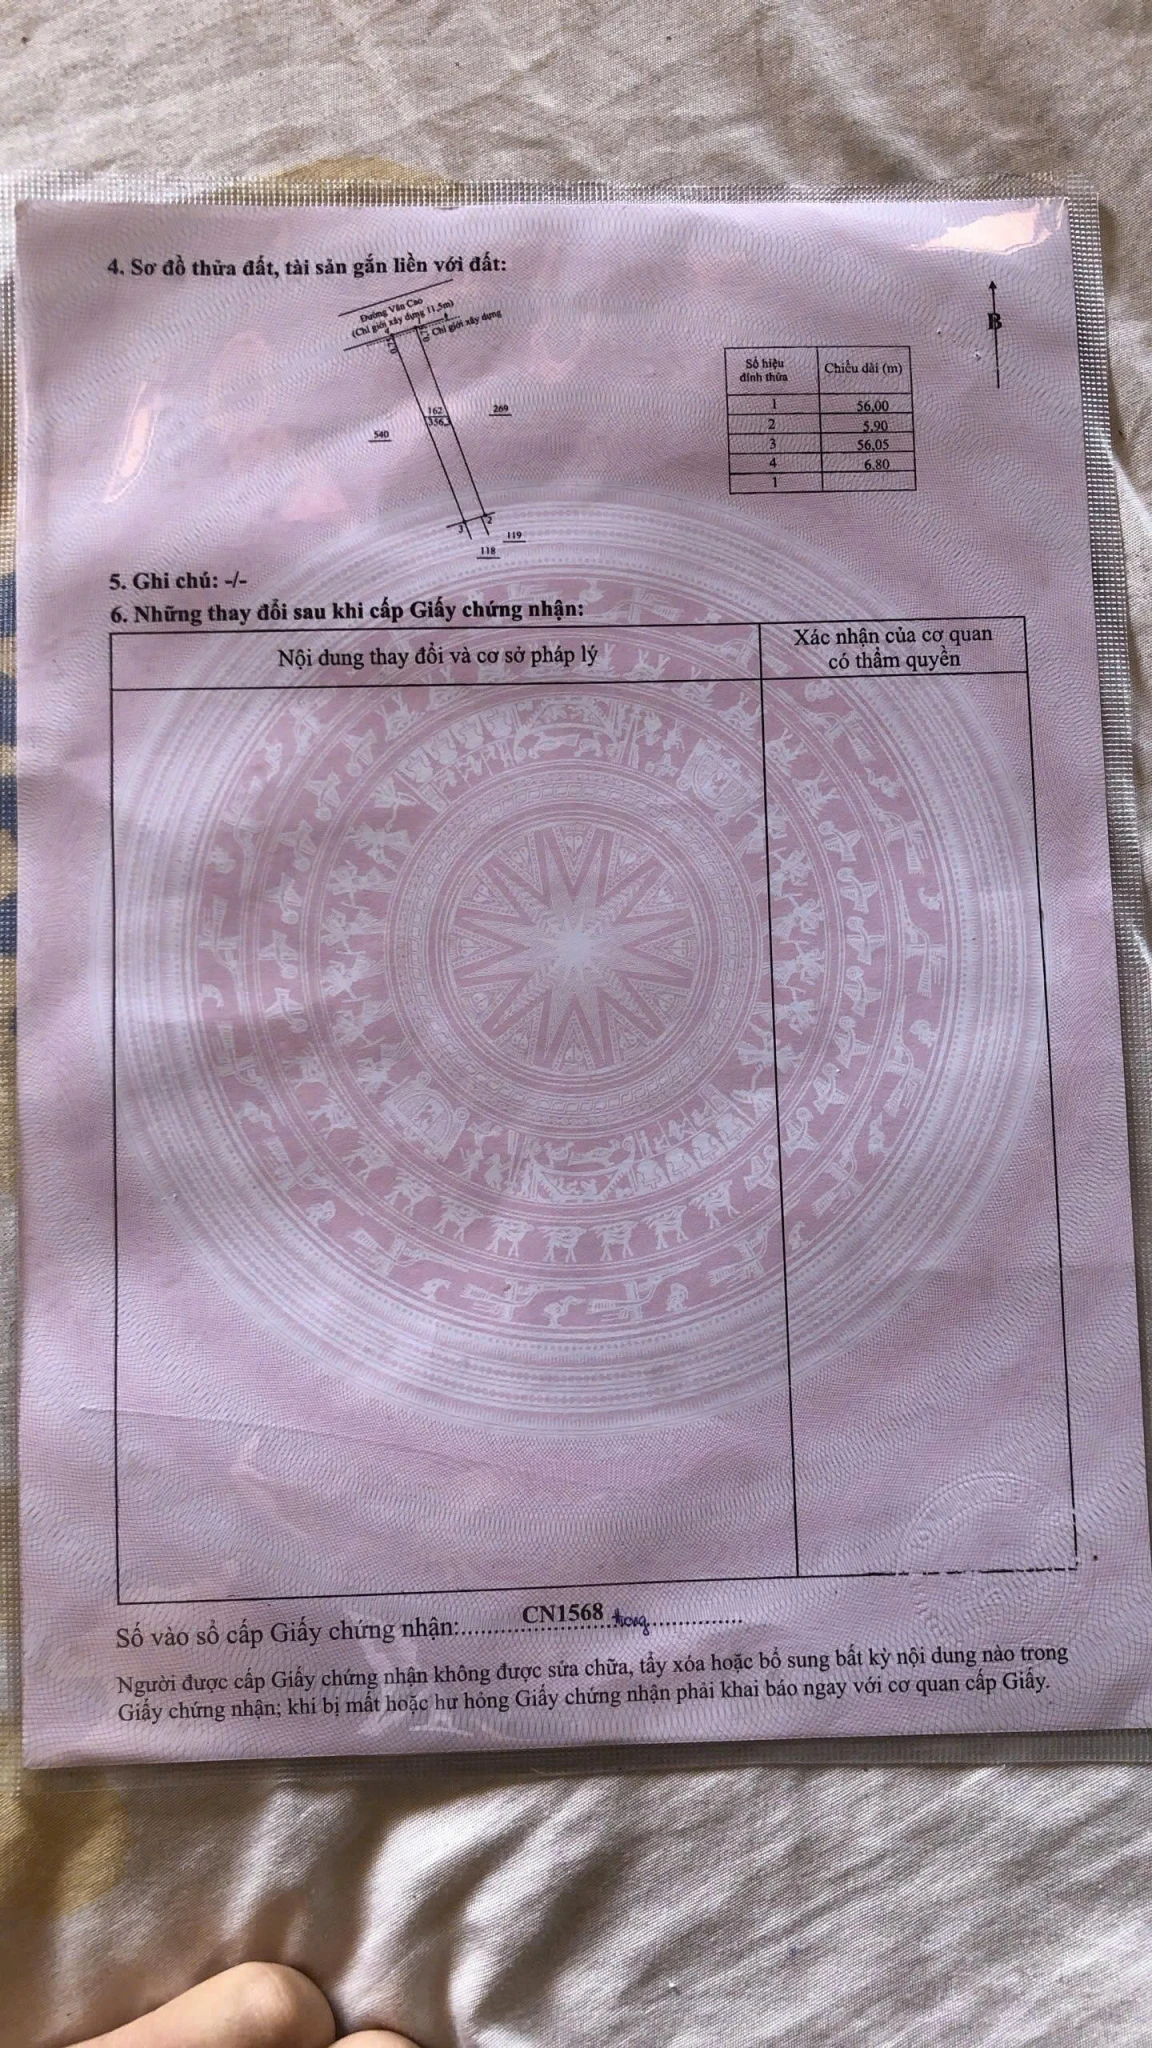 4. Sơ đồ thửa đất, tài sản gắn liền với đất:
Đường Văn Cao
(Chỉ giới xây dựng 11,5m)
Chỉ giới xây dựng
B
162
356,
269
540
3
2
119
118
Số hiệu đỉnh thửa Chiều dài (m)
1 56,00
2 5,90
3 56,05
4 6,80
1
5. Ghi chú: -/-
6. Những thay đổi sau khi cấp Giấy chứng nhận:
Nội dung thay đổi và cơ sở pháp lý
Xác nhận của cơ quan
có thẩm quyền
Số vào sổ cấp Giấy chứng nhận:......CN1568......
Người được cấp Giấy chứng nhận không được sửa chữa, tẩy xóa hoặc bổ sung bất kỳ nội dung nào trong
Giấy chứng nhận; khi bị mất hoặc hư hỏng Giấy chứng nhận phải khai báo ngay với cơ quan cấp Giấy.